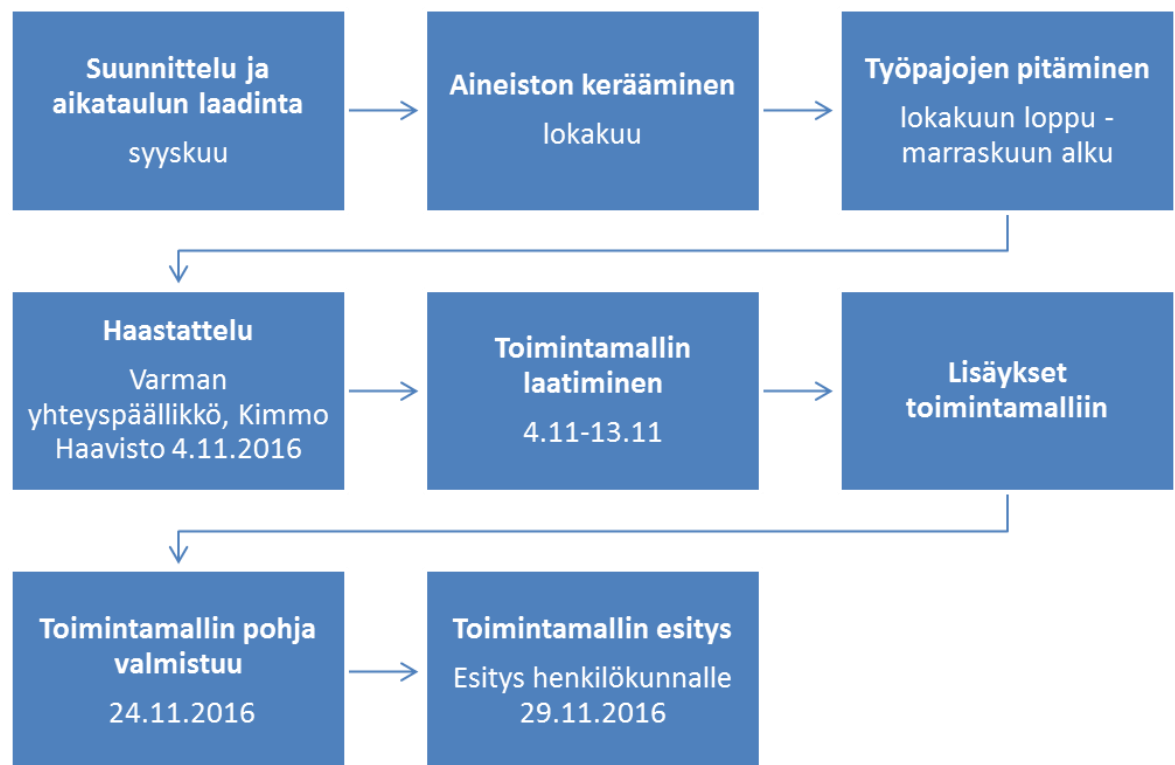 Suunnittelu ja
aikataulun laadinta
syyskuu
Aineiston kerääminen
lokakuu
Työpajojen pitäminen
lokakuun loppu -
marraskuun alku
Haastattelu
Varman
yhteyspäällikkö, Kimmo
Haavisto 4.11.2016
Toimintamallin
laatiminen
4.11-13.11
Lisäykset
toimintamalliin
Toimintamallin pohja
valmistuu
24.11.2016
Toimintamallin esitys
Esitys henkilökunnalle
29.11.2016